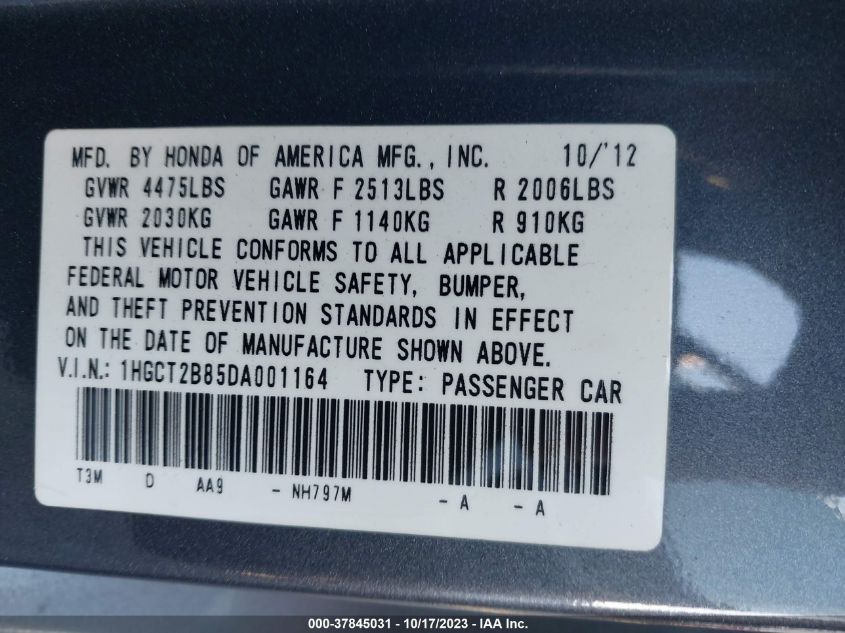 MFD. BY HONDA OF AMERICA MFG., INC. 10/'12
GVWR 4475LBS GAWR F 2513LBS R 2006LBS
GVWR 2030KG GAWR F 1140KG R 910KG
THIS VEHICLE CONFORMS TO ALL APPLICABLE
FEDERAL MOTOR VEHICLE SAFETY, BUMPER,
AND THEFT PREVENTION STANDARDS IN EFFECT
ON THE DATE OF MANUFACTURE SHOWN ABOVE.
V.I.N.: 1HGCT2B85DA001164 TYPE: PASSENGER CAR
T3M D AA9 - NH797M - A - A
000-37845031 - 10/17/2023 - IAA Inc.